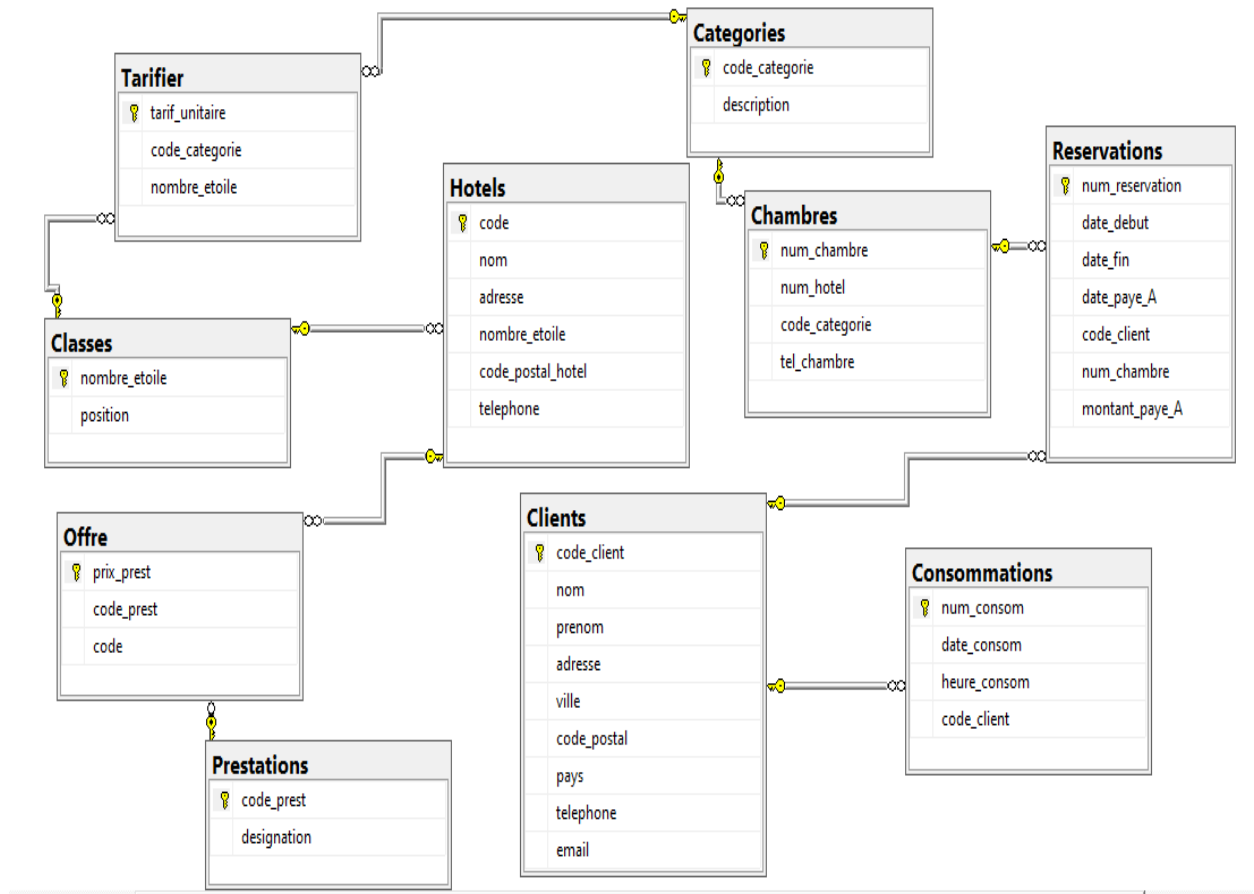 Tarifier
tarif_unitaire
code_categorie
nombre_etoile
Categories
code_categorie
description
Hotels
code
nom
adresse
nombre_etoile
code_postal_hotel
telephone
Chambres
num_chambre
num_hotel
code_categorie
tel_chambre
Reservations
num_reservation
date_debut
date_fin
date_paye_A
code_client
num_chambre
montant_paye_A
Classes
nombre_etoile
position
Offre
prix_prest
code_prest
code
Clients
code_client
nom
prenom
adresse
ville
code_postal
pays
telephone
email
Consommations
num_consom
date_consom
heure_consom
code_client
Prestations
code_prest
designation